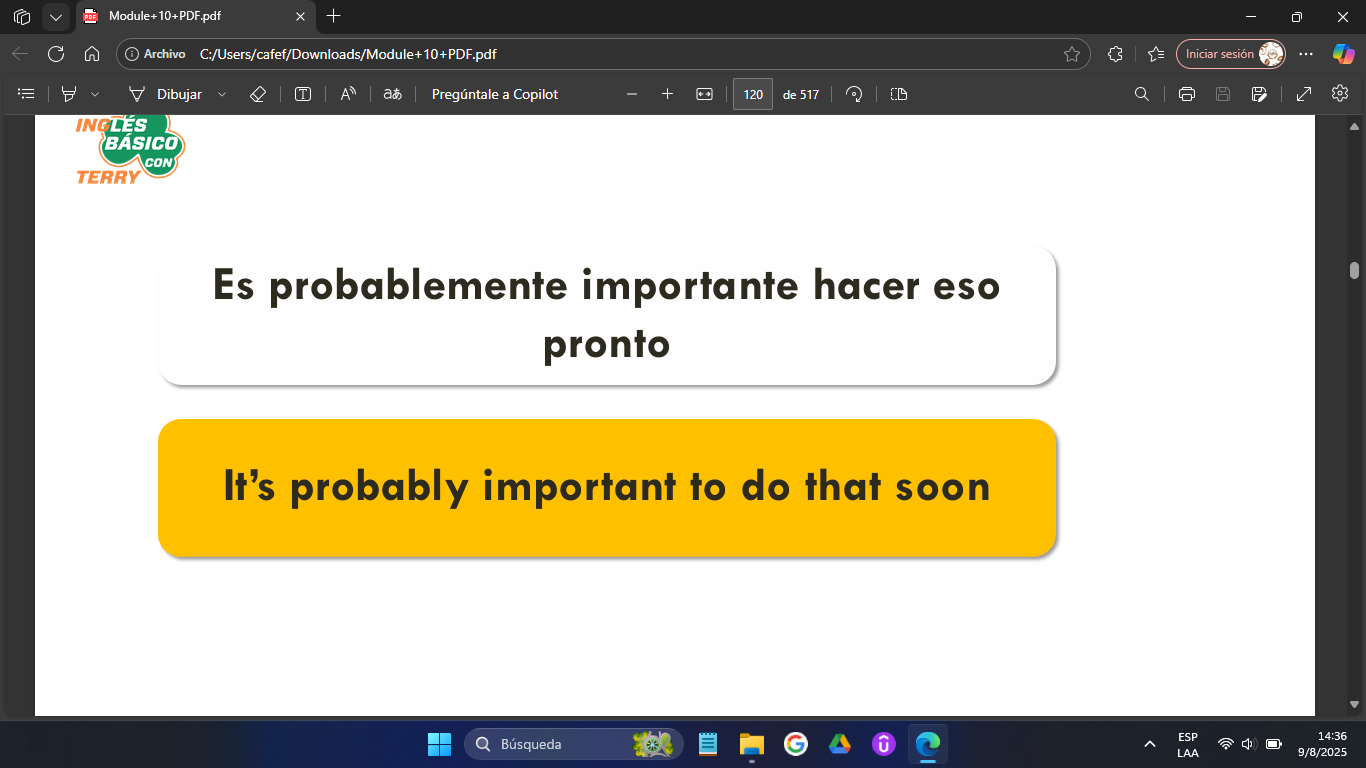 Module+10+PDF.pdf
Archivo C:/Users/cafef/Downloads/Module+10+PDF.pdf Iniciar sesión
Dibujar Pregúntale a Copilot 120 de 517
INGLÉS
BÁSICO
CON
TERRY
Es probablemente importante hacer eso
pronto
It's probably important to do that soon
Búsqueda
ESP
LAA
14:36
9/8/2025